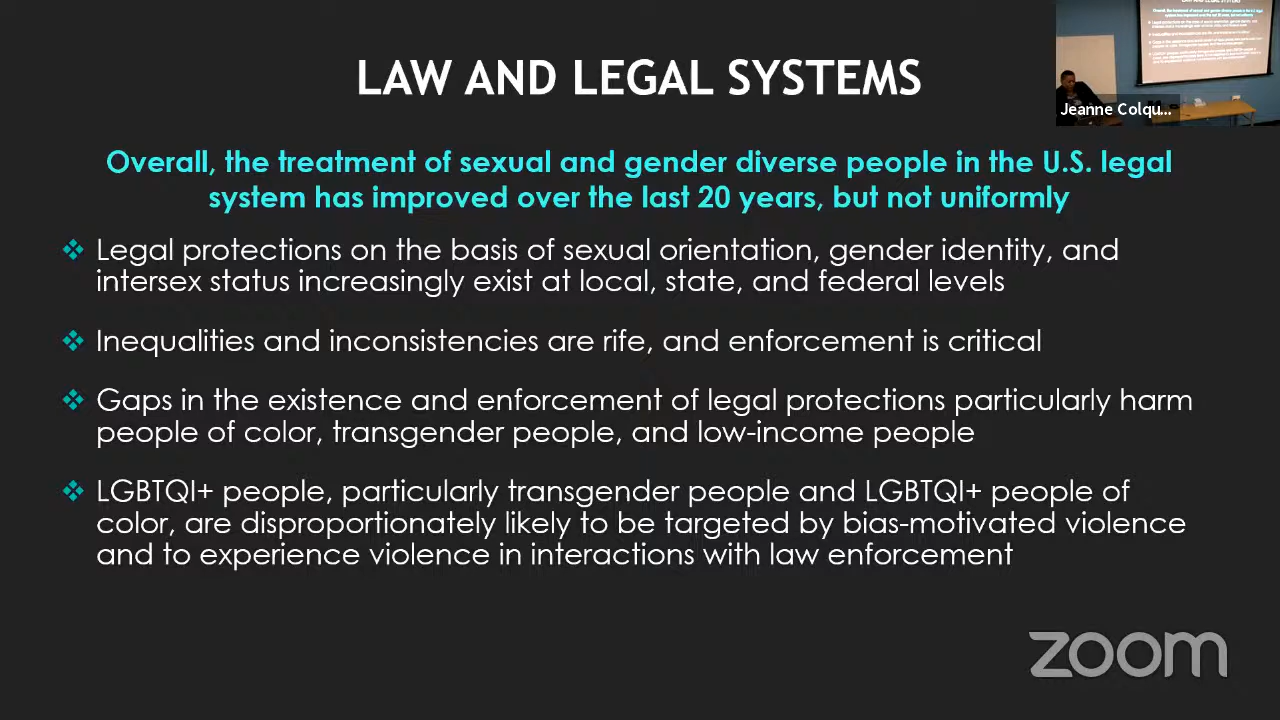 LAW AND LEGAL SYSTEMS
Jeanne Colqu...
Overall, the treatment of sexual and gender diverse people in the U.S. legal
system has improved over the last 20 years, but not uniformly
❖ Legal protections on the basis of sexual orientation, gender identity, and
intersex status increasingly exist at local, state, and federal levels
❖ Inequalities and inconsistencies are rife, and enforcement is critical
❖ Gaps in the existence and enforcement of legal protections particularly harm
people of color, transgender people, and low-income people
❖ LGBTQI+ people, particularly transgender people and LGBTQI+ people of
color, are disproportionately likely to be targeted by bias-motivated violence
and to experience violence in interactions with law enforcement
zoom